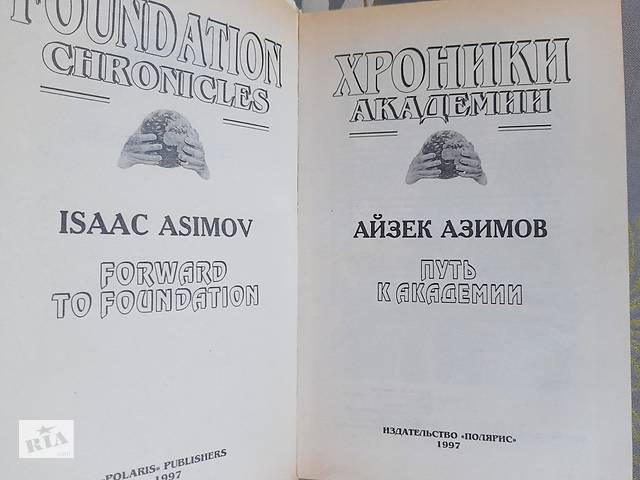 FOUNDATION
CHRONICLES
ISAAC ASIMOV
FORWARD
TO FOUNDATION
«POLARIS» PUBLISHERS
1997
ХРОНИКИ
АКАДЕМИИ
АЙЗЕК АЗИМОВ
ПУТЬ
К АКАДЕМИИ
ИЗДАТЕЛЬСТВО «ПОЛЯРИС»
1997
RIA
.com